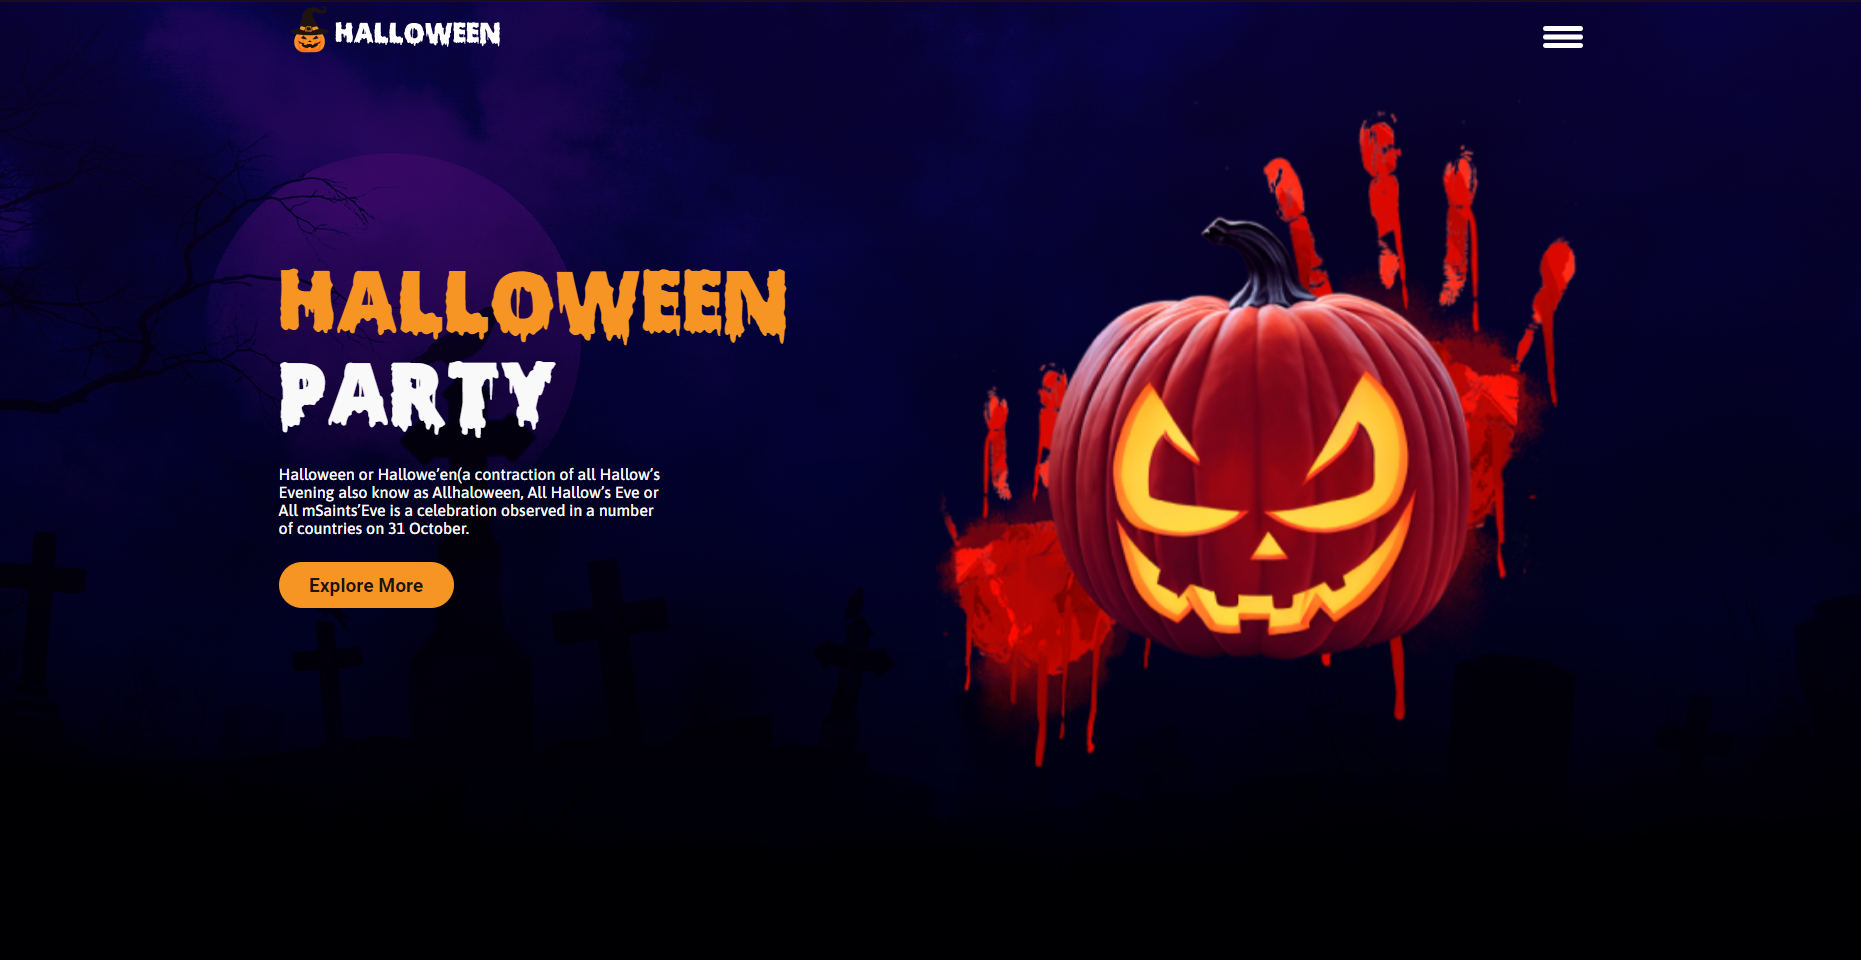 HALLOWEEN
HALLOWEEN
PARTY
Halloween or Hallowe’en(a contraction of all Hallow’s
Evening also know as Allhaloween, All Hallow’s Eve or
All mSaints’Eve is a celebration observed in a number
of countries on 31 October.
Explore More